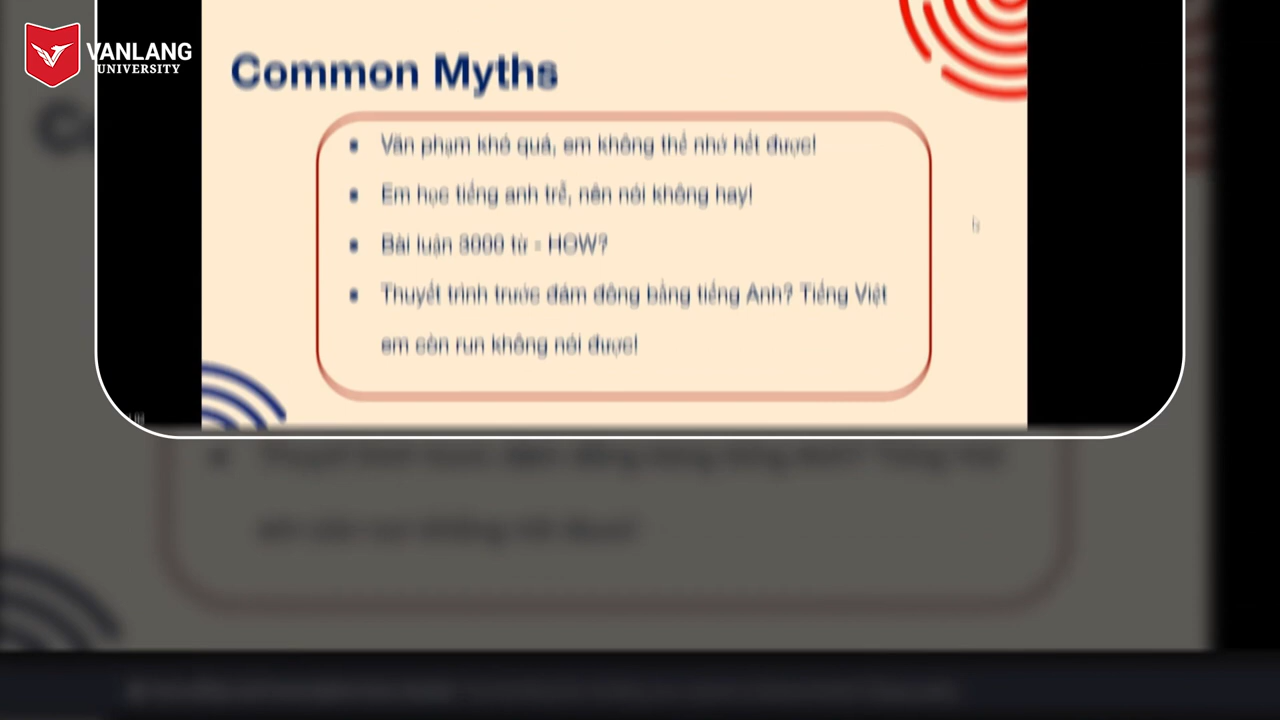 VANLANG
UNIVERSITY
Common Myths
Văn phạm khó quá, em không thể nhớ hết được!
Em học tiếng anh trễ, nên nói không hay!
Bài luận 3000 từ - HOW?
Thuyết trình trước đám đông bằng tiếng Anh? Tiếng Việt
em còn run không nói được!